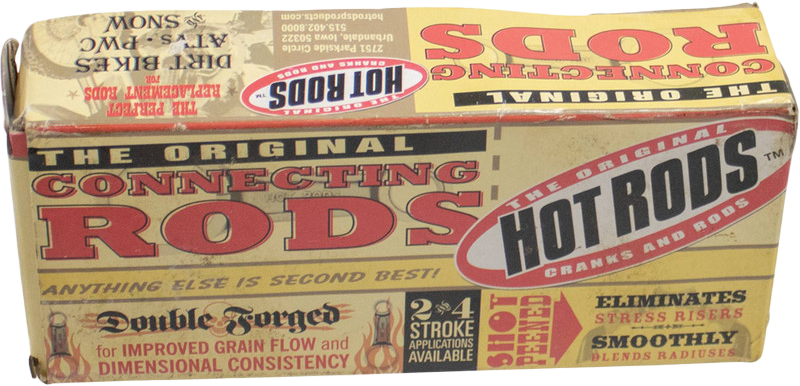 THE ORIGINAL
CONNECTING
RODS
THE ORIGINAL
HOT RODS™
CRANKS AND RODS
2751 Parkside Circle
Urbandale, Iowa 50322
515.402.8000
hotrodsproducts.com
THE PERFECT
REPLACEMENT RODS
FOR
DIRT BIKES
ATVs · PWC
& SNOW
THE ORIGINAL
CONNECTING
RODS
ANYTHING ELSE IS SECOND BEST!
THE ORIGINAL
HOT RODS™
CRANKS AND RODS
Double Forged
for IMPROVED GRAIN FLOW and
DIMENSIONAL CONSISTENCY
2 AND 4
STROKE
APPLICATIONS
AVAILABLE
SHOT
PEENED
ELIMINATES
STRESS RISERS
SMOOTHLY
BLENDS RADIUSES